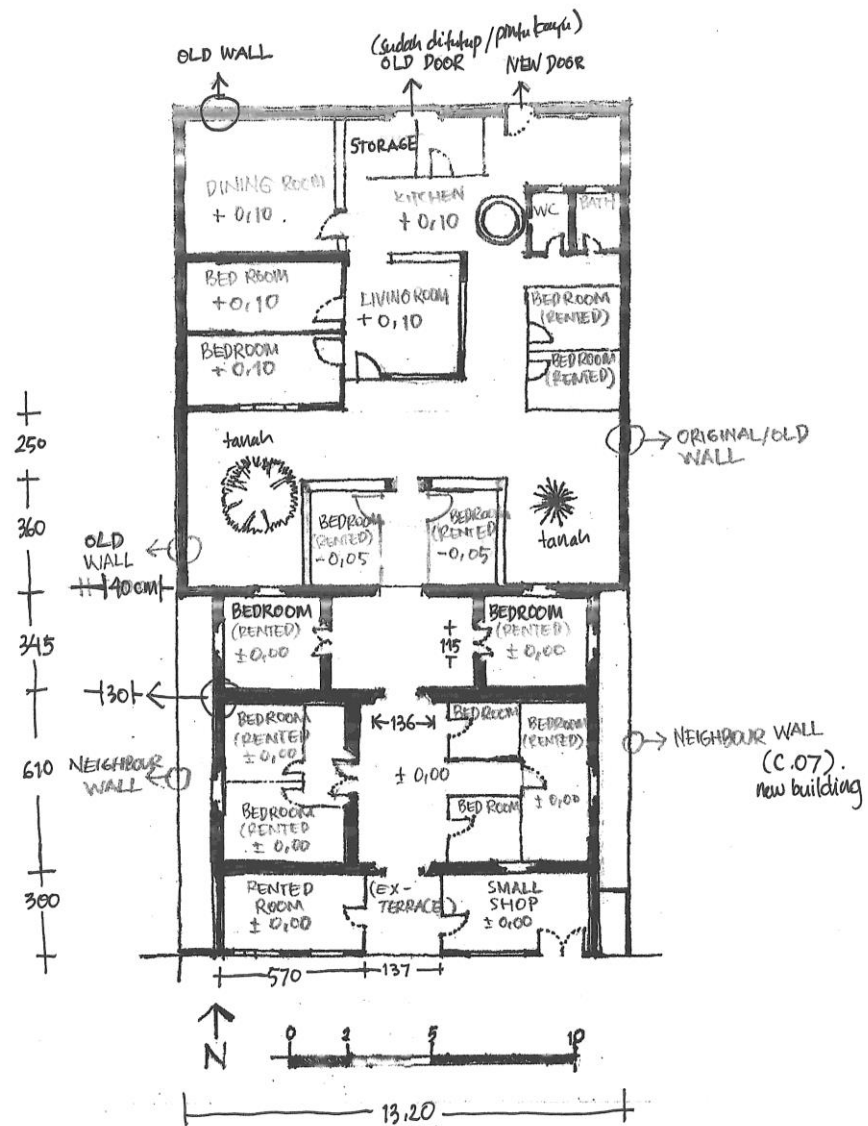 (sudah ditutup/pintu kayu)
OLD WALL
OLD DOOR
NEW DOOR
STORAGE
DINING ROOM
+ 0,10.
KITCHEN
+ 0,10
WC
BATH
BED ROOM
+0,10
LIVING ROOM
+ 0,10
BEDROOM
(RENTED)
BEDROOM
+ 0,10
BEDROOM
(RENTED)
250
tanah
ORIGINAL/OLD
WALL
360
BEDROOM
(RENTED)
-0,05
BEDROOM
(RENTED)
-0,05
tanah
OLD
WALL
40cm
345
BEDROOM
(RENTED)
± 0,00
115
BEDROOM
(RENTED)
± 0,00
30
136
BEDROOM
(RENTED
± 0,00
BEDROOM
BEDROOM
(RENTED)
± 0,00
610
NEIGHBOUR
WALL
± 0,00
NEIGHBOUR WALL
(C.07).
new building
BEDROOM
(RENTED
± 0,00
BEDROOM
300
RENTED
ROOM
± 0,00
(EX-
TERRACE)
SMALL
SHOP
± 0,00
570
137
N
0 2 5 10
13,20